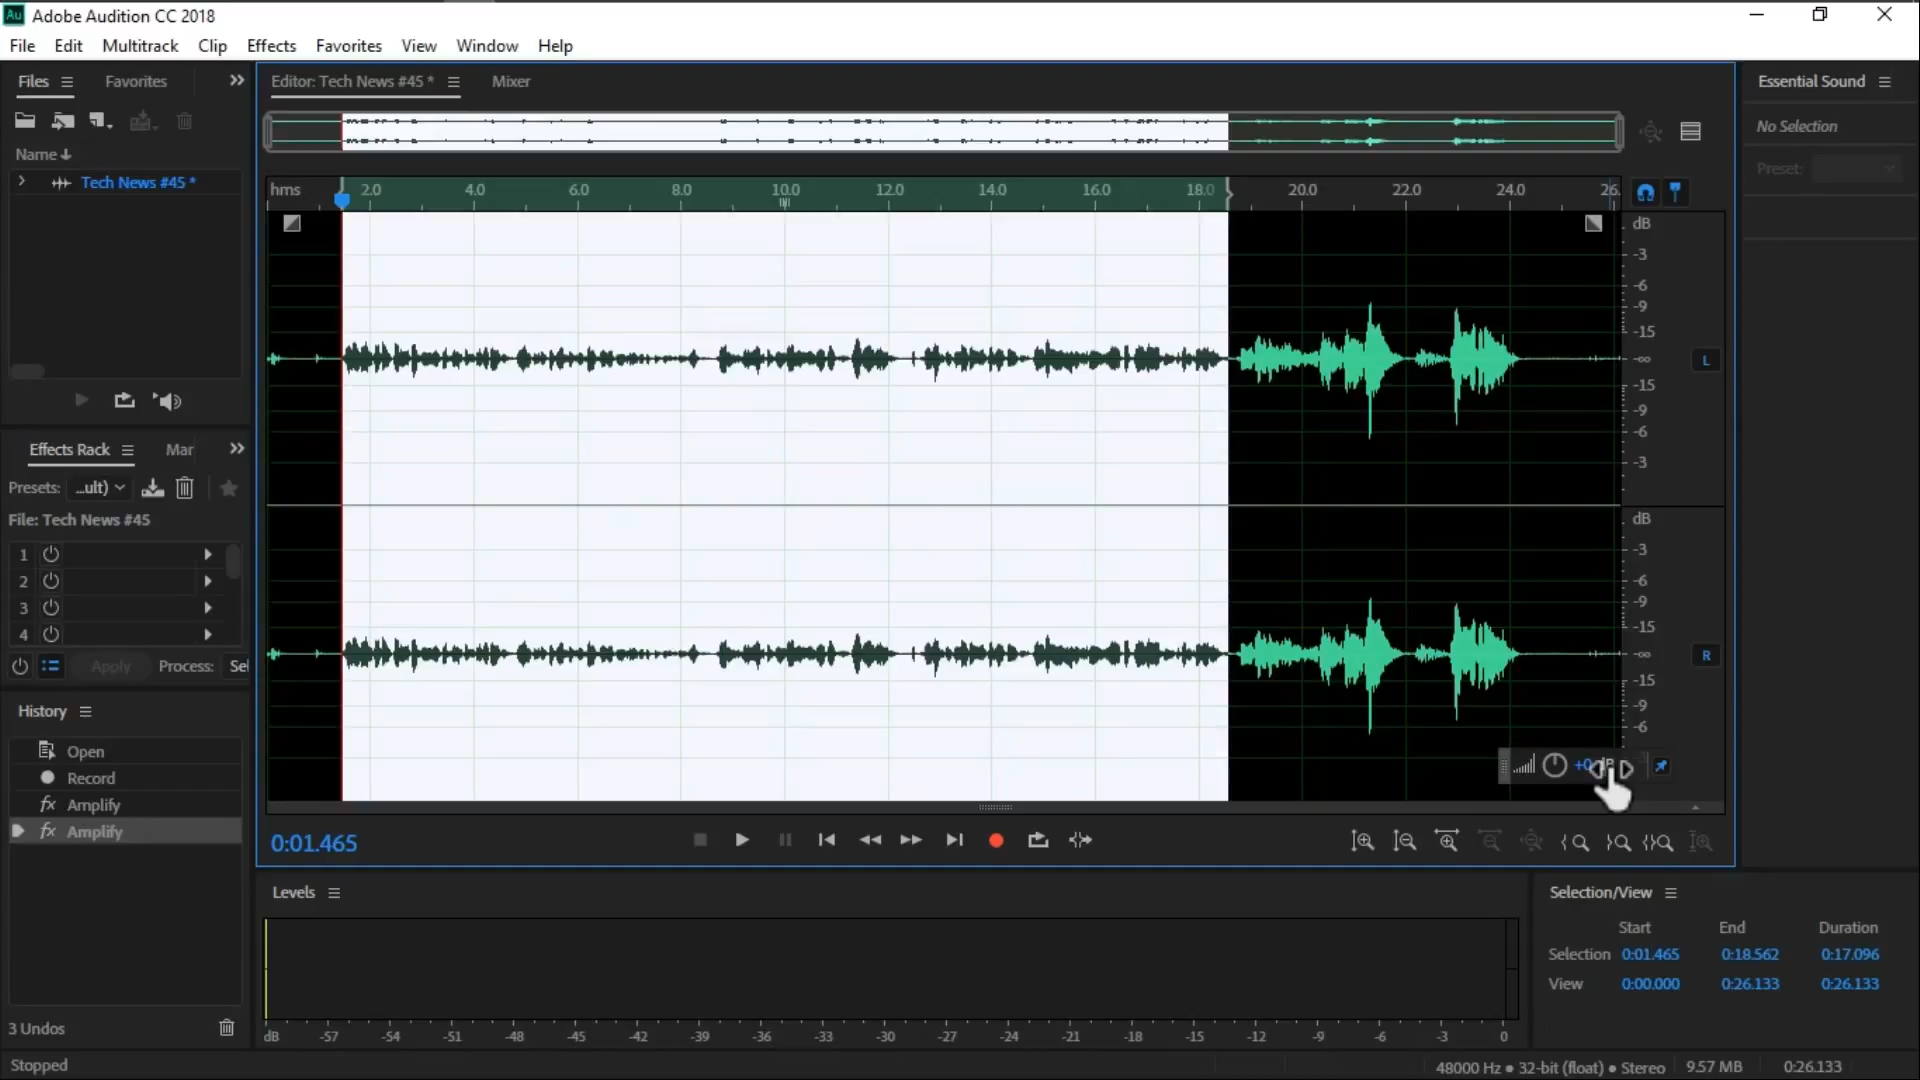 Au Adobe Audition CC 2018
File Edit Multitrack Clip Effects Favorites View Window Help
Files Favorites
Editor: Tech News #45 * Mixer
Essential Sound
No Selection
Preset:
Name
Tech News #45 *
hms 2.0 4.0 6.0 8.0 10.0 12.0 14.0 16.0 18.0 20.0 22.0 24.0 26.
dB
-3
-6
-9
-15
-∞
-15
-9
-6
-3
L
dB
-3
-6
-9
-15
-∞
-15
-9
-6
R
Effects Rack Mar
Presets: ...ult)
File: Tech News #45
1
2
3
4
Apply Process: Sel
History
Open
Record
fx Amplify
fx Amplify
3 Undos
+0
0:01.465
Levels
dB -57 -54 -51 -48 -45 -42 -39 -36 -33 -30 -27 -24 -21 -18 -15 -12 -9 -6 -3 0
Selection/View
Start End Duration
Selection 0:01.465 0:18.562 0:17.096
View 0:00.000 0:26.133 0:26.133
Stopped
48000 Hz ● 32-bit (float) ● Stereo 9.57 MB 0:26.133